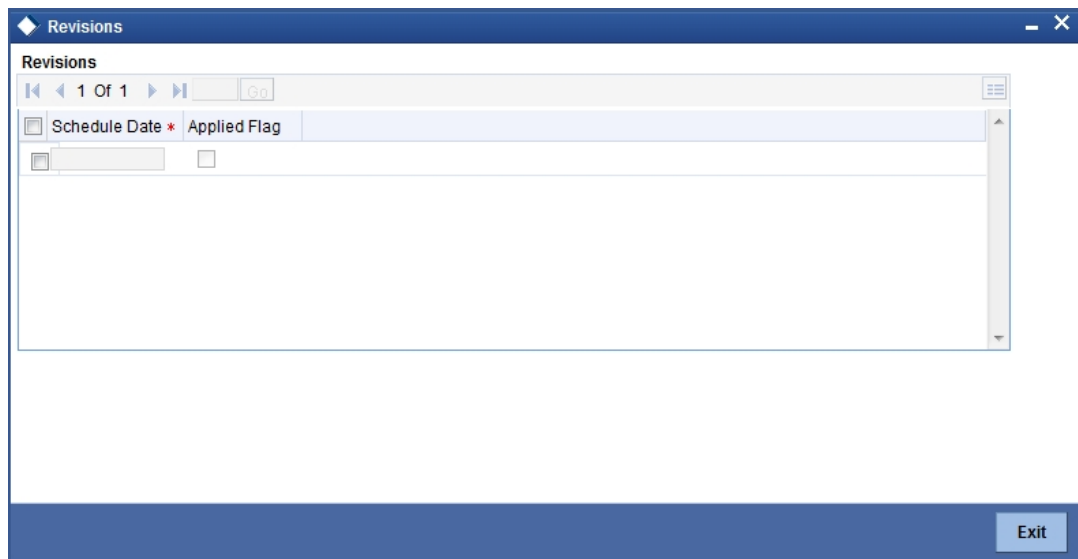 Revisions
Revisions
1 Of 1 Go
Schedule Date * Applied Flag
Exit